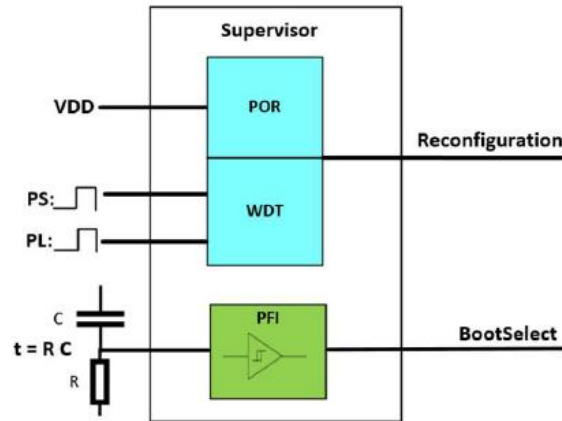 Supervisor
VDD
POR
Reconfiguration
PS:
WDT
PL:
C
PFI
BootSelect
t = R C
R